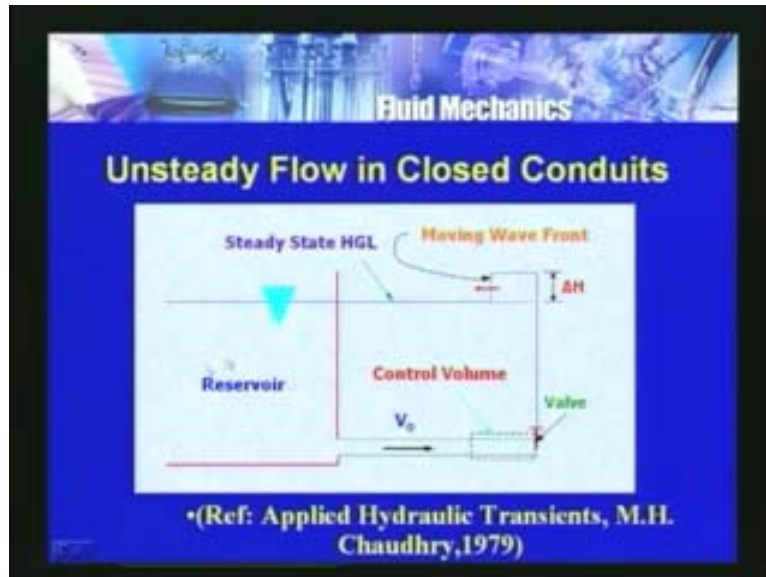 Fluid Mechanics
Unsteady Flow in Closed Conduits
Steady State HGL
Moving Wave Front
ΔH
Reservoir
Control Volume
Valve
V₀
•(Ref: Applied Hydraulic Transients, M.H.
Chaudhry,1979)